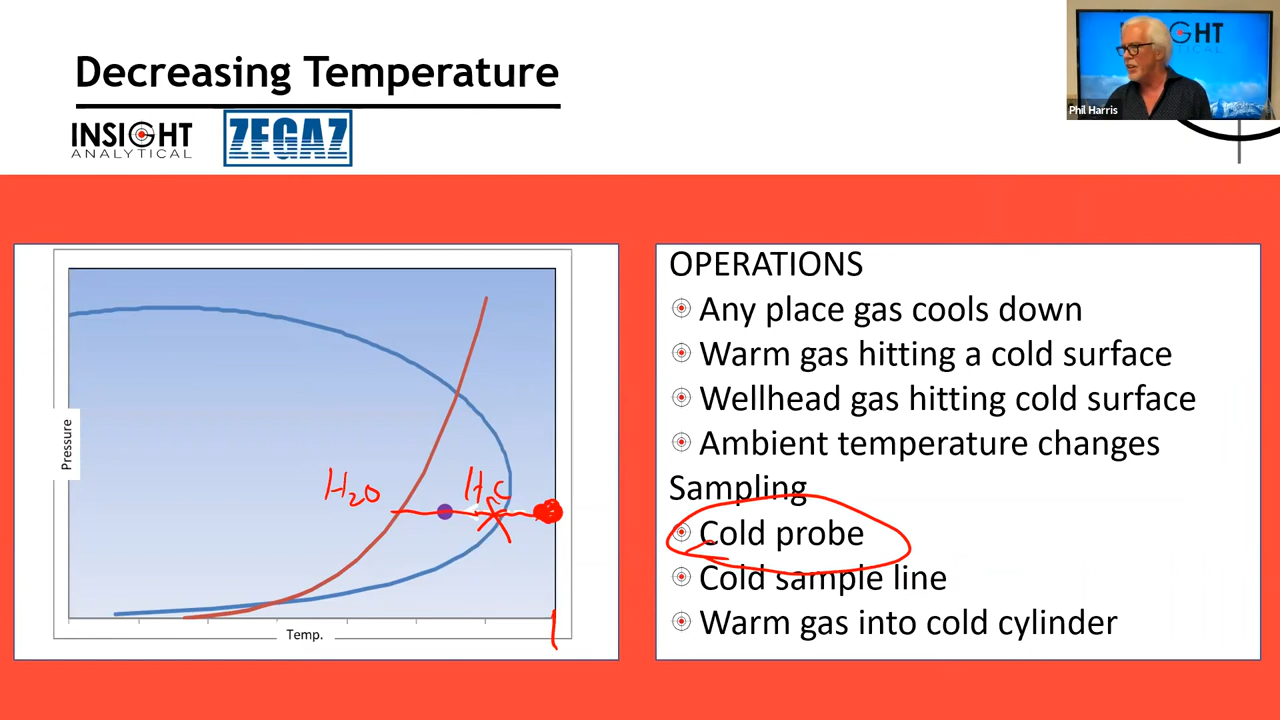 Decreasing Temperature
INSIGHT
ANALYTICAL
ZEGAZ
Phil Harris
Pressure
Temp.
H2O
OPERATIONS
Any place gas cools down
Warm gas hitting a cold surface
Wellhead gas hitting cold surface
Ambient temperature changes
Sampling
Cold probe
Cold sample line
Warm gas into cold cylinder